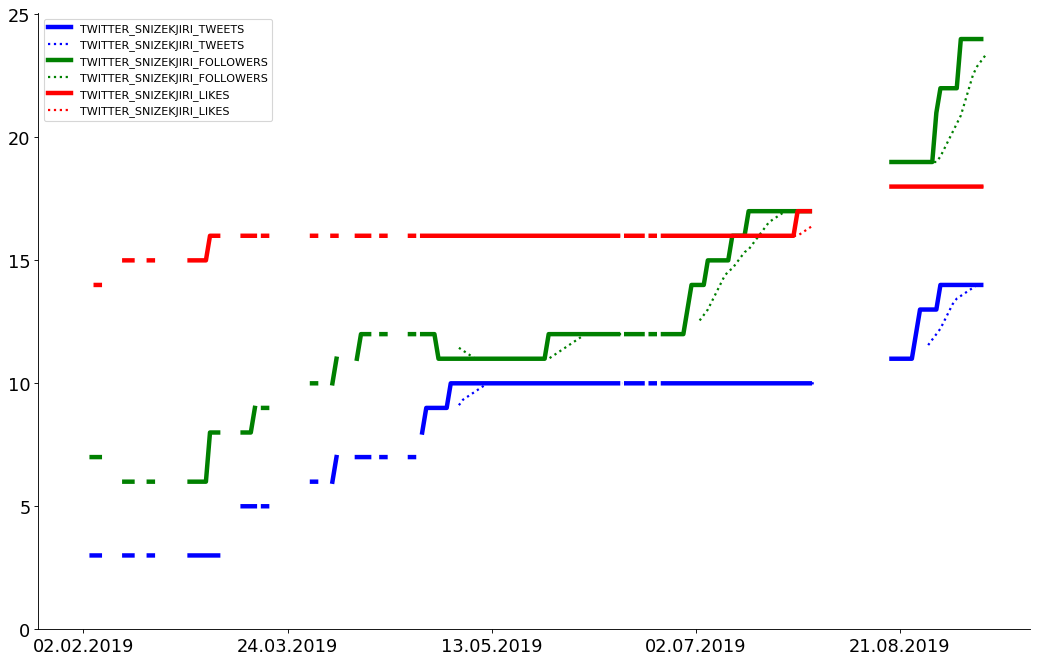 25
TWITTER_SNIZEKJIRI_TWEETS
TWITTER_SNIZEKJIRI_TWEETS
TWITTER_SNIZEKJIRI_FOLLOWERS
TWITTER_SNIZEKJIRI_FOLLOWERS
TWITTER_SNIZEKJIRI_LIKES
TWITTER_SNIZEKJIRI_LIKES
20
15
10
5
0
02.02.2019 24.03.2019 13.05.2019 02.07.2019 21.08.2019